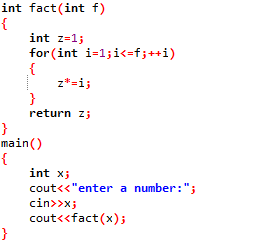 int fact(int f)
{
    int z=1;
    for(int i=1;i<=f;++i)
    {
        z*=i;
    }
    return z;
}
main()
{
    int x;
    cout<<"enter a number:";
    cin>>x;
    cout<<fact(x);
}